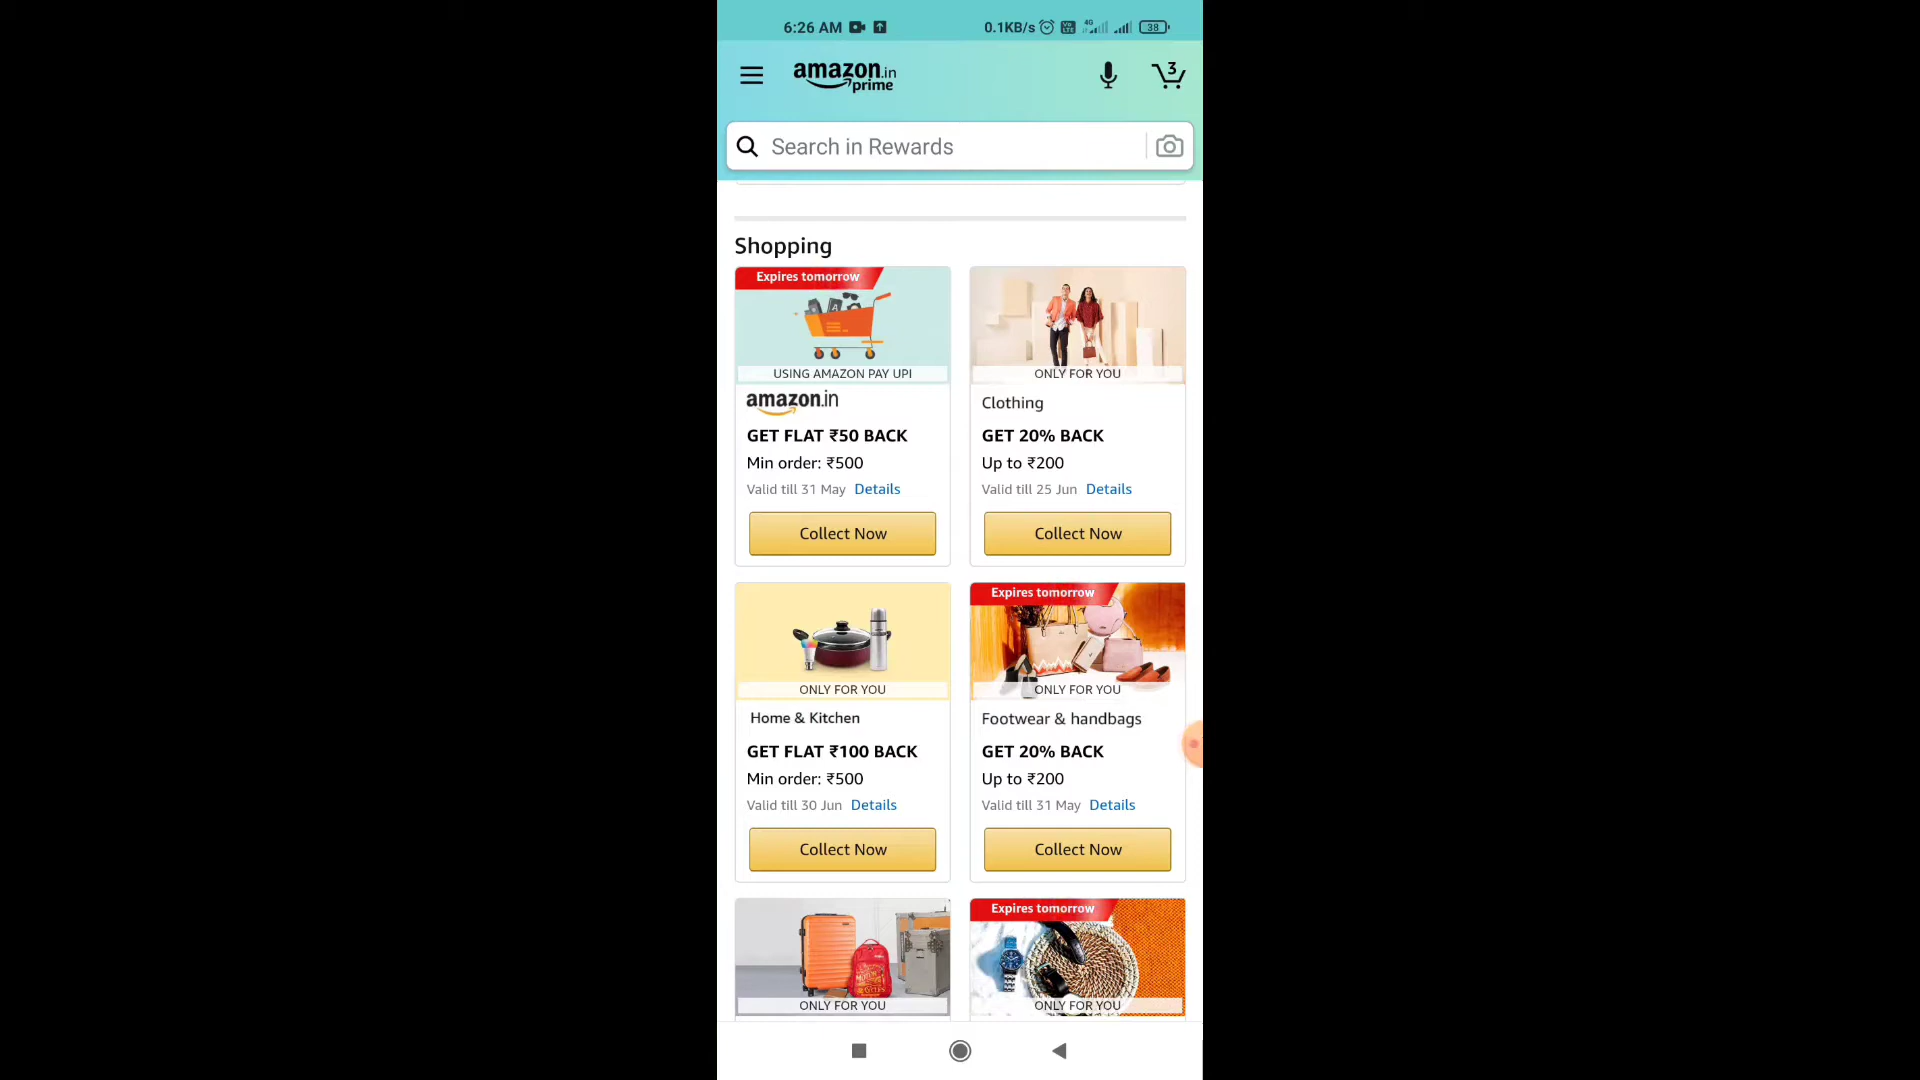 6:26 AM
0.1KB/s
Vo
LTE
4G
38
amazon.in
prime
3
Search in Rewards
Shopping
Expires tomorrow
USING AMAZON PAY UPI
amazon.in
GET FLAT ₹50 BACK
Min order: ₹500
Valid till 31 May Details
Collect Now
ONLY FOR YOU
Clothing
GET 20% BACK
Up to ₹200
Valid till 25 Jun Details
Collect Now
ONLY FOR YOU
Home & Kitchen
GET FLAT ₹100 BACK
Min order: ₹500
Valid till 30 Jun Details
Collect Now
Expires tomorrow
ONLY FOR YOU
Footwear & handbags
GET 20% BACK
Up to ₹200
Valid till 31 May Details
Collect Now
ONLY FOR YOU
Expires tomorrow
ONLY FOR YOU